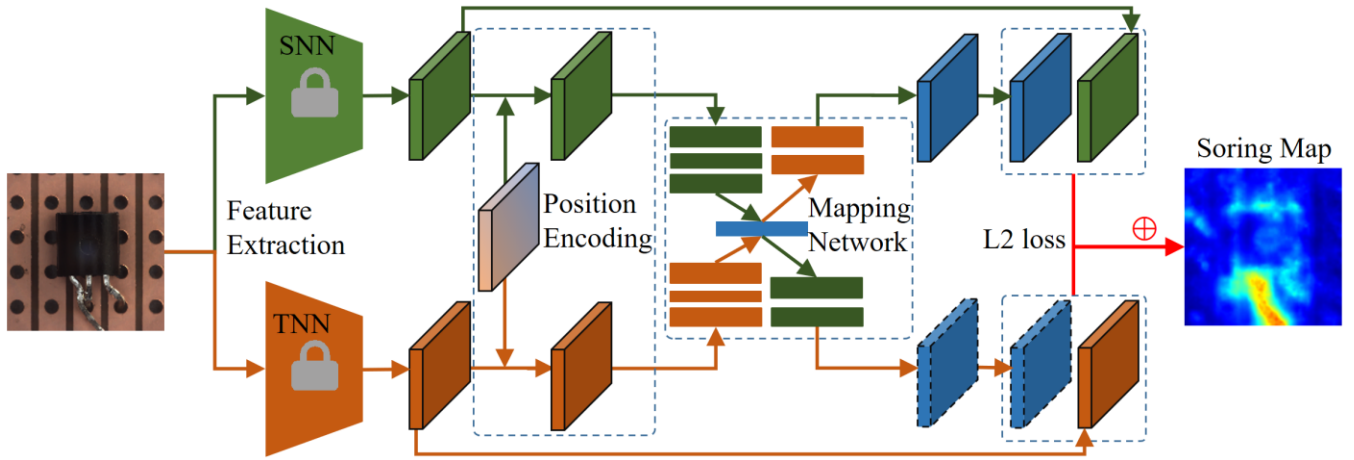 SNN
Feature
Extraction
Position
Encoding
Mapping
Network
L2 loss
Soring Map
TNN